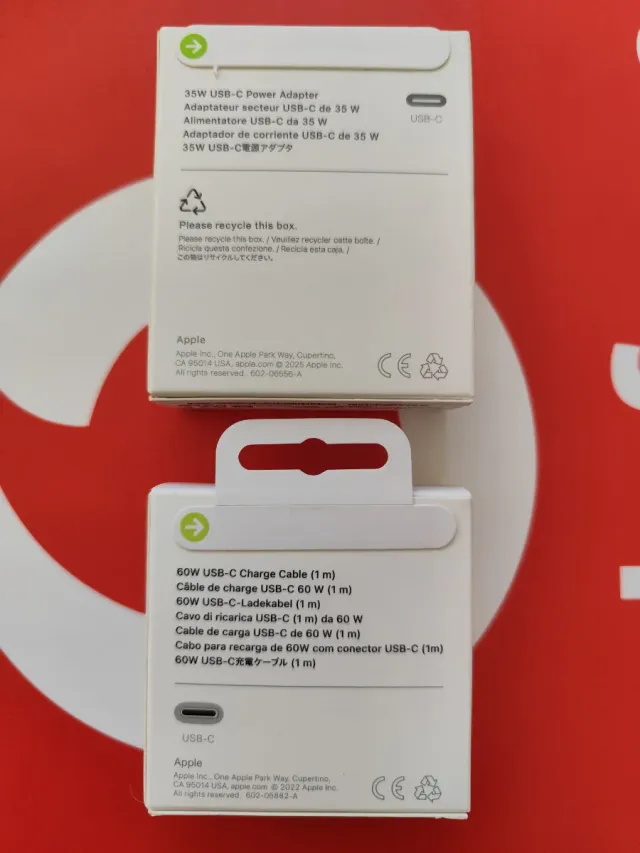 35W USB-C Power Adapter
Adaptateur secteur USB-C de 35 W
Alimentatore USB-C da 35 W
Adaptador de corriente USB-C de 35 W
35W USB-C電源アダプタ
USB-C
Please recycle this box.
Please recycle this box. / Veuillez recycler cette boîte. /
Ricicla questa confezione. / Recicla esta caja. /
この箱はリサイクルしてください。
Apple
Apple Inc., One Apple Park Way, Cupertino,
CA 95014 USA, apple.com © 2025 Apple Inc.
All rights reserved. 602-06556-A
CE
60W USB-C Charge Cable (1 m)
Câble de charge USB-C 60 W (1 m)
60W USB-C-Ladekabel (1 m)
Cavo di ricarica USB-C (1 m) da 60 W
Cable de carga USB-C de 60 W (1 m)
Cabo para recarga de 60W com conector USB-C (1m)
60W USB-C充電ケーブル (1 m)
USB-C
Apple
Apple Inc., One Apple Park Way, Cupertino,
CA 95014 USA, apple.com © 2022 Apple Inc.
All rights reserved. 602-05882-A
CE